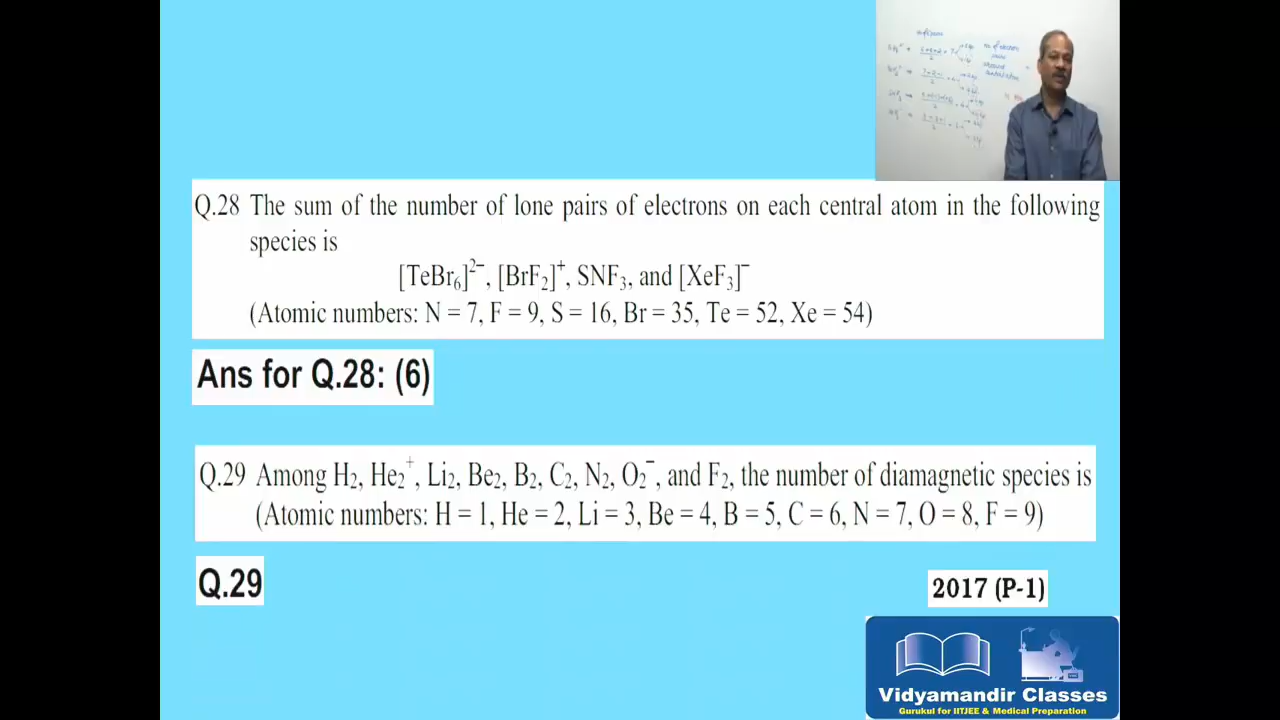 Q.28 The sum of the number of lone pairs of electrons on each central atom in the following
species is
[TeBr₆]²⁻, [BrF₂]⁺, SNF₃, and [XeF₃]⁻
(Atomic numbers: N = 7, F = 9, S = 16, Br = 35, Te = 52, Xe = 54)
Ans for Q.28: (6)
Q.29 Among H₂, He₂⁺, Li₂, Be₂, B₂, C₂, N₂, O₂⁻, and F₂, the number of diamagnetic species is
(Atomic numbers: H = 1, He = 2, Li = 3, Be = 4, B = 5, C = 6, N = 7, O = 8, F = 9)
Q.29
2017 (P-1)
Vidyamandir Classes
Gurukul for IITJEE & Medical Preparation